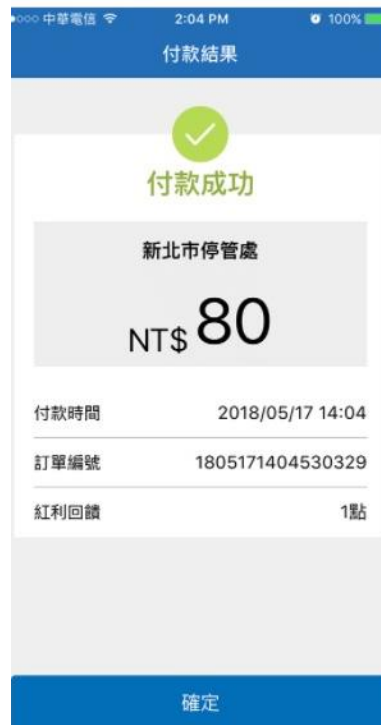 中華電信 2:04 PM 100%
付款結果
付款成功
新北市停管處
NT$ 80
付款時間 2018/05/17 14:04
訂單編號 1805171404530329
紅利回饋 1點
確定